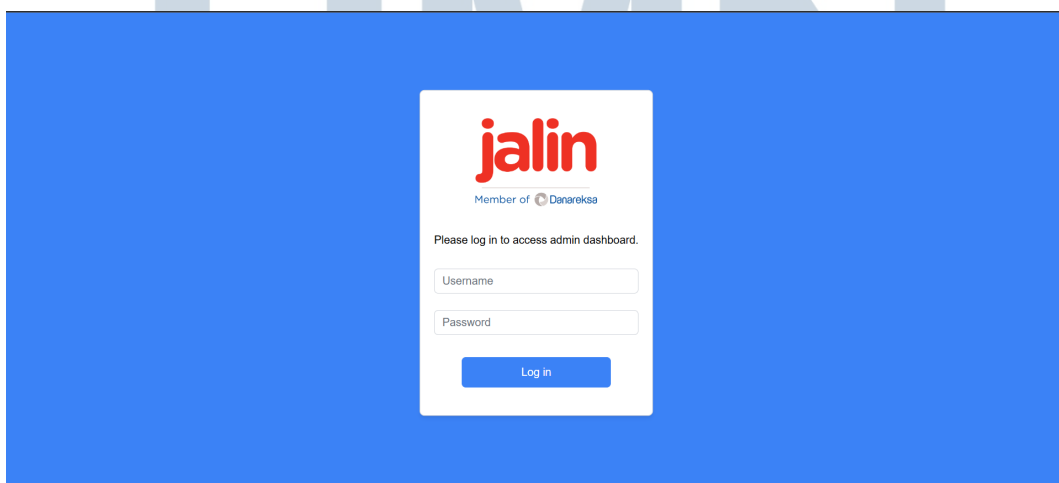 jalin
Member of Danareksa
Please log in to access admin dashboard.
Username
Password
Log in